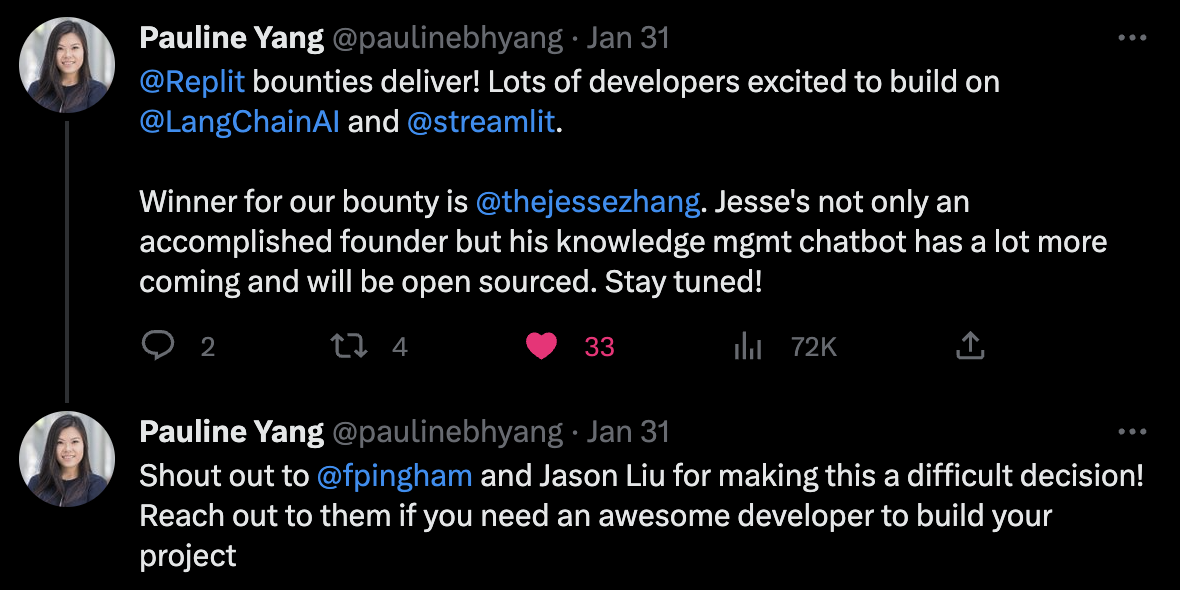 Pauline Yang @paulinebhyang · Jan 31
@Replit bounties deliver! Lots of developers excited to build on
@LangChainAI and @streamlit.
Winner for our bounty is @thejessezhang. Jesse's not only an
accomplished founder but his knowledge mgmt chatbot has a lot more
coming and will be open sourced. Stay tuned!
2 4 33 72K
Pauline Yang @paulinebhyang · Jan 31
Shout out to @fpingham and Jason Liu for making this a difficult decision!
Reach out to them if you need an awesome developer to build your
project